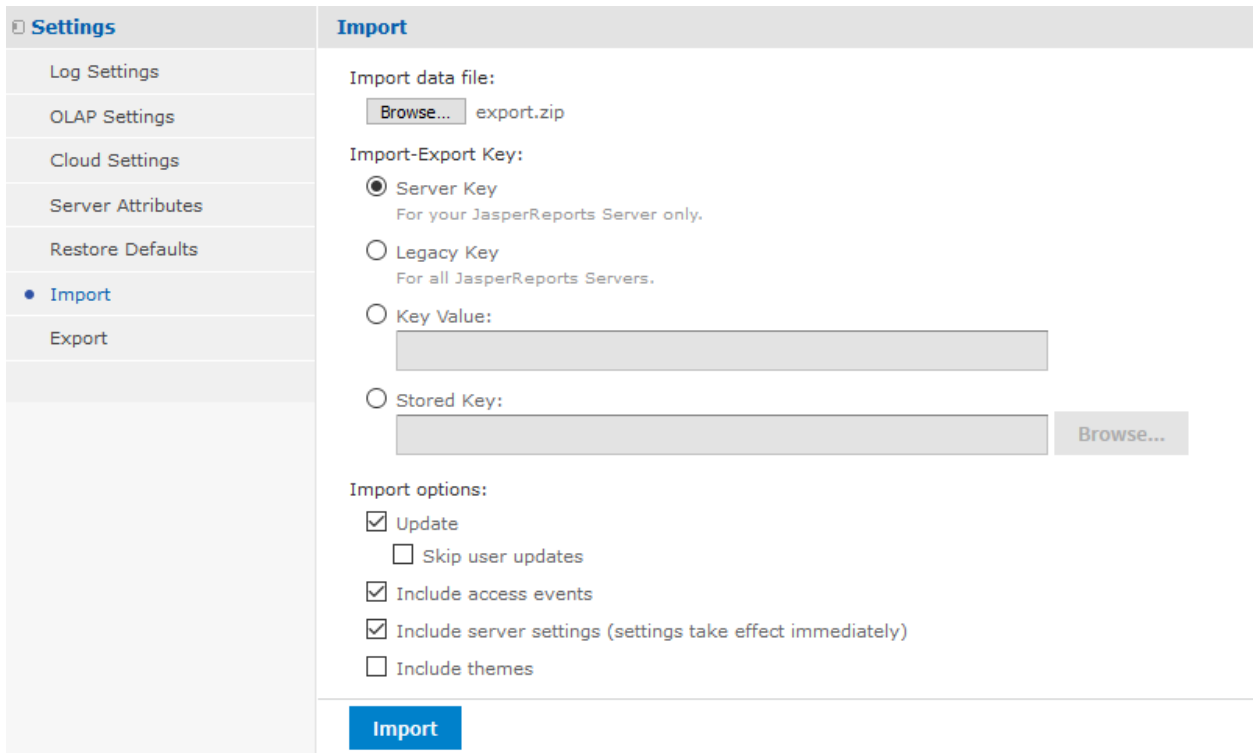 Settings
Log Settings
OLAP Settings
Cloud Settings
Server Attributes
Restore Defaults
Import
Export
Import
Import data file:
Browse... export.zip
Import-Export Key:
Server Key
For your JasperReports Server only.
Legacy Key
For all JasperReports Servers.
Key Value:
Stored Key:
Browse...
Import options:
Update
Skip user updates
Include access events
Include server settings (settings take effect immediately)
Include themes
Import